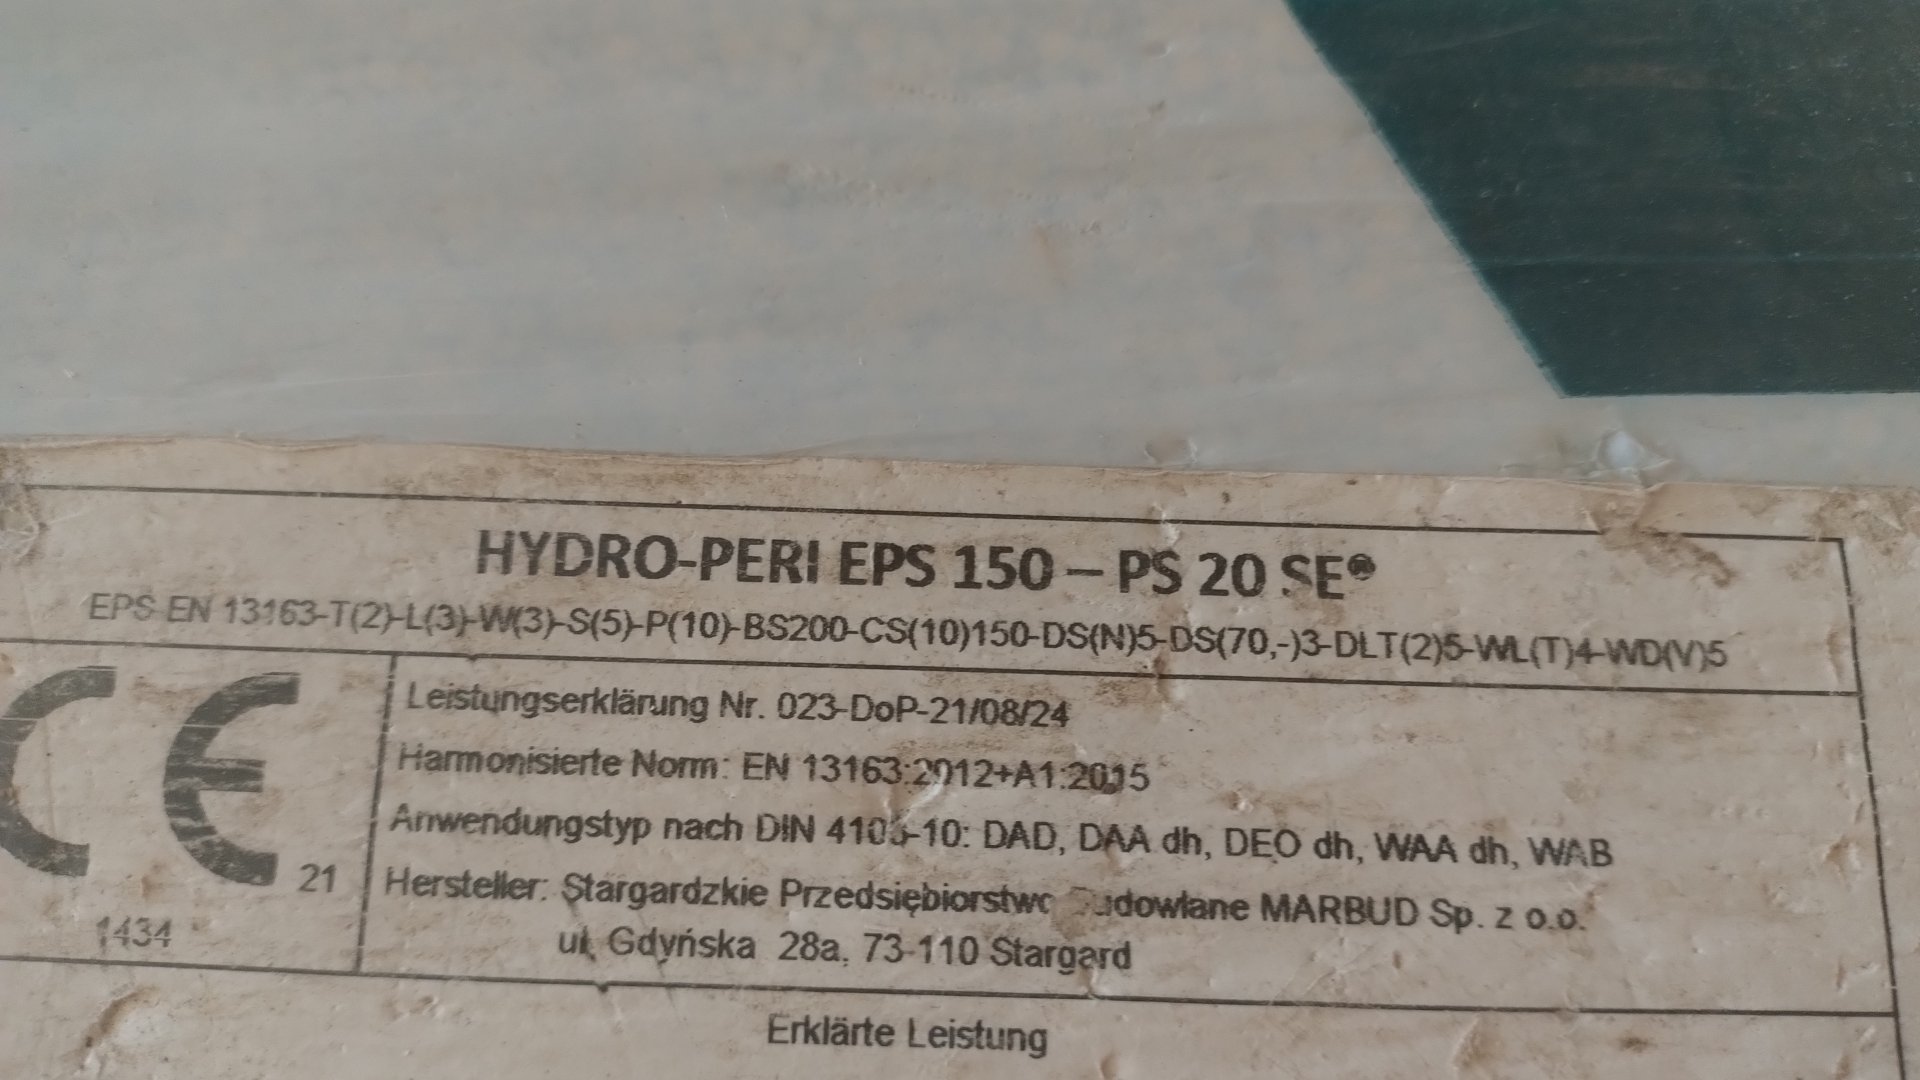 HYDRO-PERI EPS 150 – PS 20 SE®
EPS EN 13163-T(2)-L(3)-W(3)-S(5)-P(10)-BS200-CS(10)150-DS(N)5-DS(70,-)3-DLT(2)5-WL(T)4-WD(V)5
CE
21
1434
Leistungserklärung Nr. 023-DoP-21/08/24
Harmonisierte Norm: EN 13163:2012+A1:2015
Anwendungstyp nach DIN 4108-10: DAD, DAA dh, DEO dh, WAA dh, WAB
Hersteller: Stargardzkie Przedsiębiorstwo Budowlane MARBUD Sp. z o.o.
ul. Gdyńska 28a, 73-110 Stargard
Erklärte Leistung